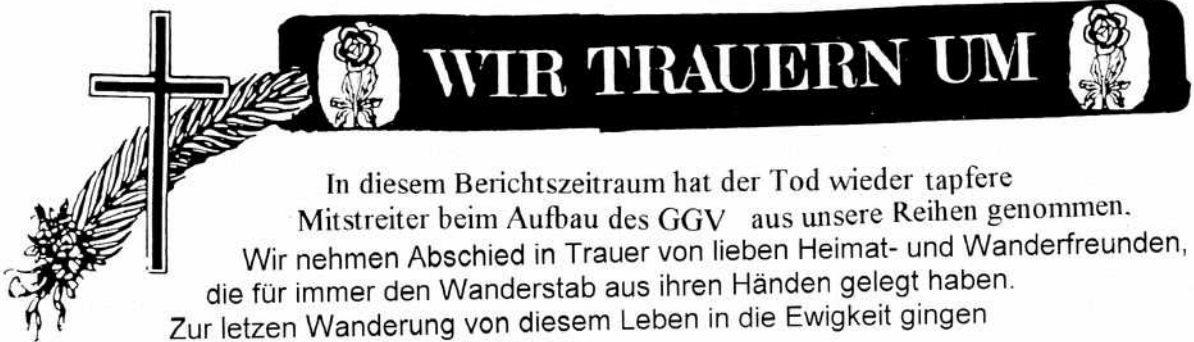 WIR TRAUERN UM
In diesem Berichtszeitraum hat der Tod wieder tapfere
Mitstreiter beim Aufbau des GGV aus unsere Reihen genommen.
Wir nehmen Abschied in Trauer von lieben Heimat- und Wanderfreunden,
die für immer den Wanderstab aus ihren Händen gelegt haben.
Zur letzen Wanderung von diesem Leben in die Ewigkeit gingen